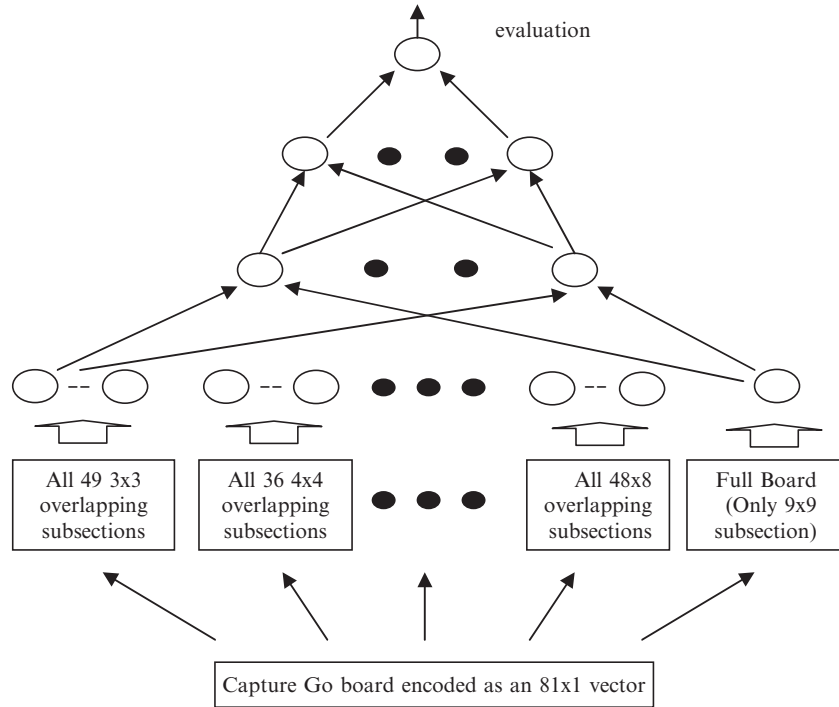 evaluation
All 49 3x3
overlapping
subsections
All 36 4x4
overlapping
subsections
All 48x8
overlapping
subsections
Full Board
(Only 9x9
subsection)
Capture Go board encoded as an 81x1 vector